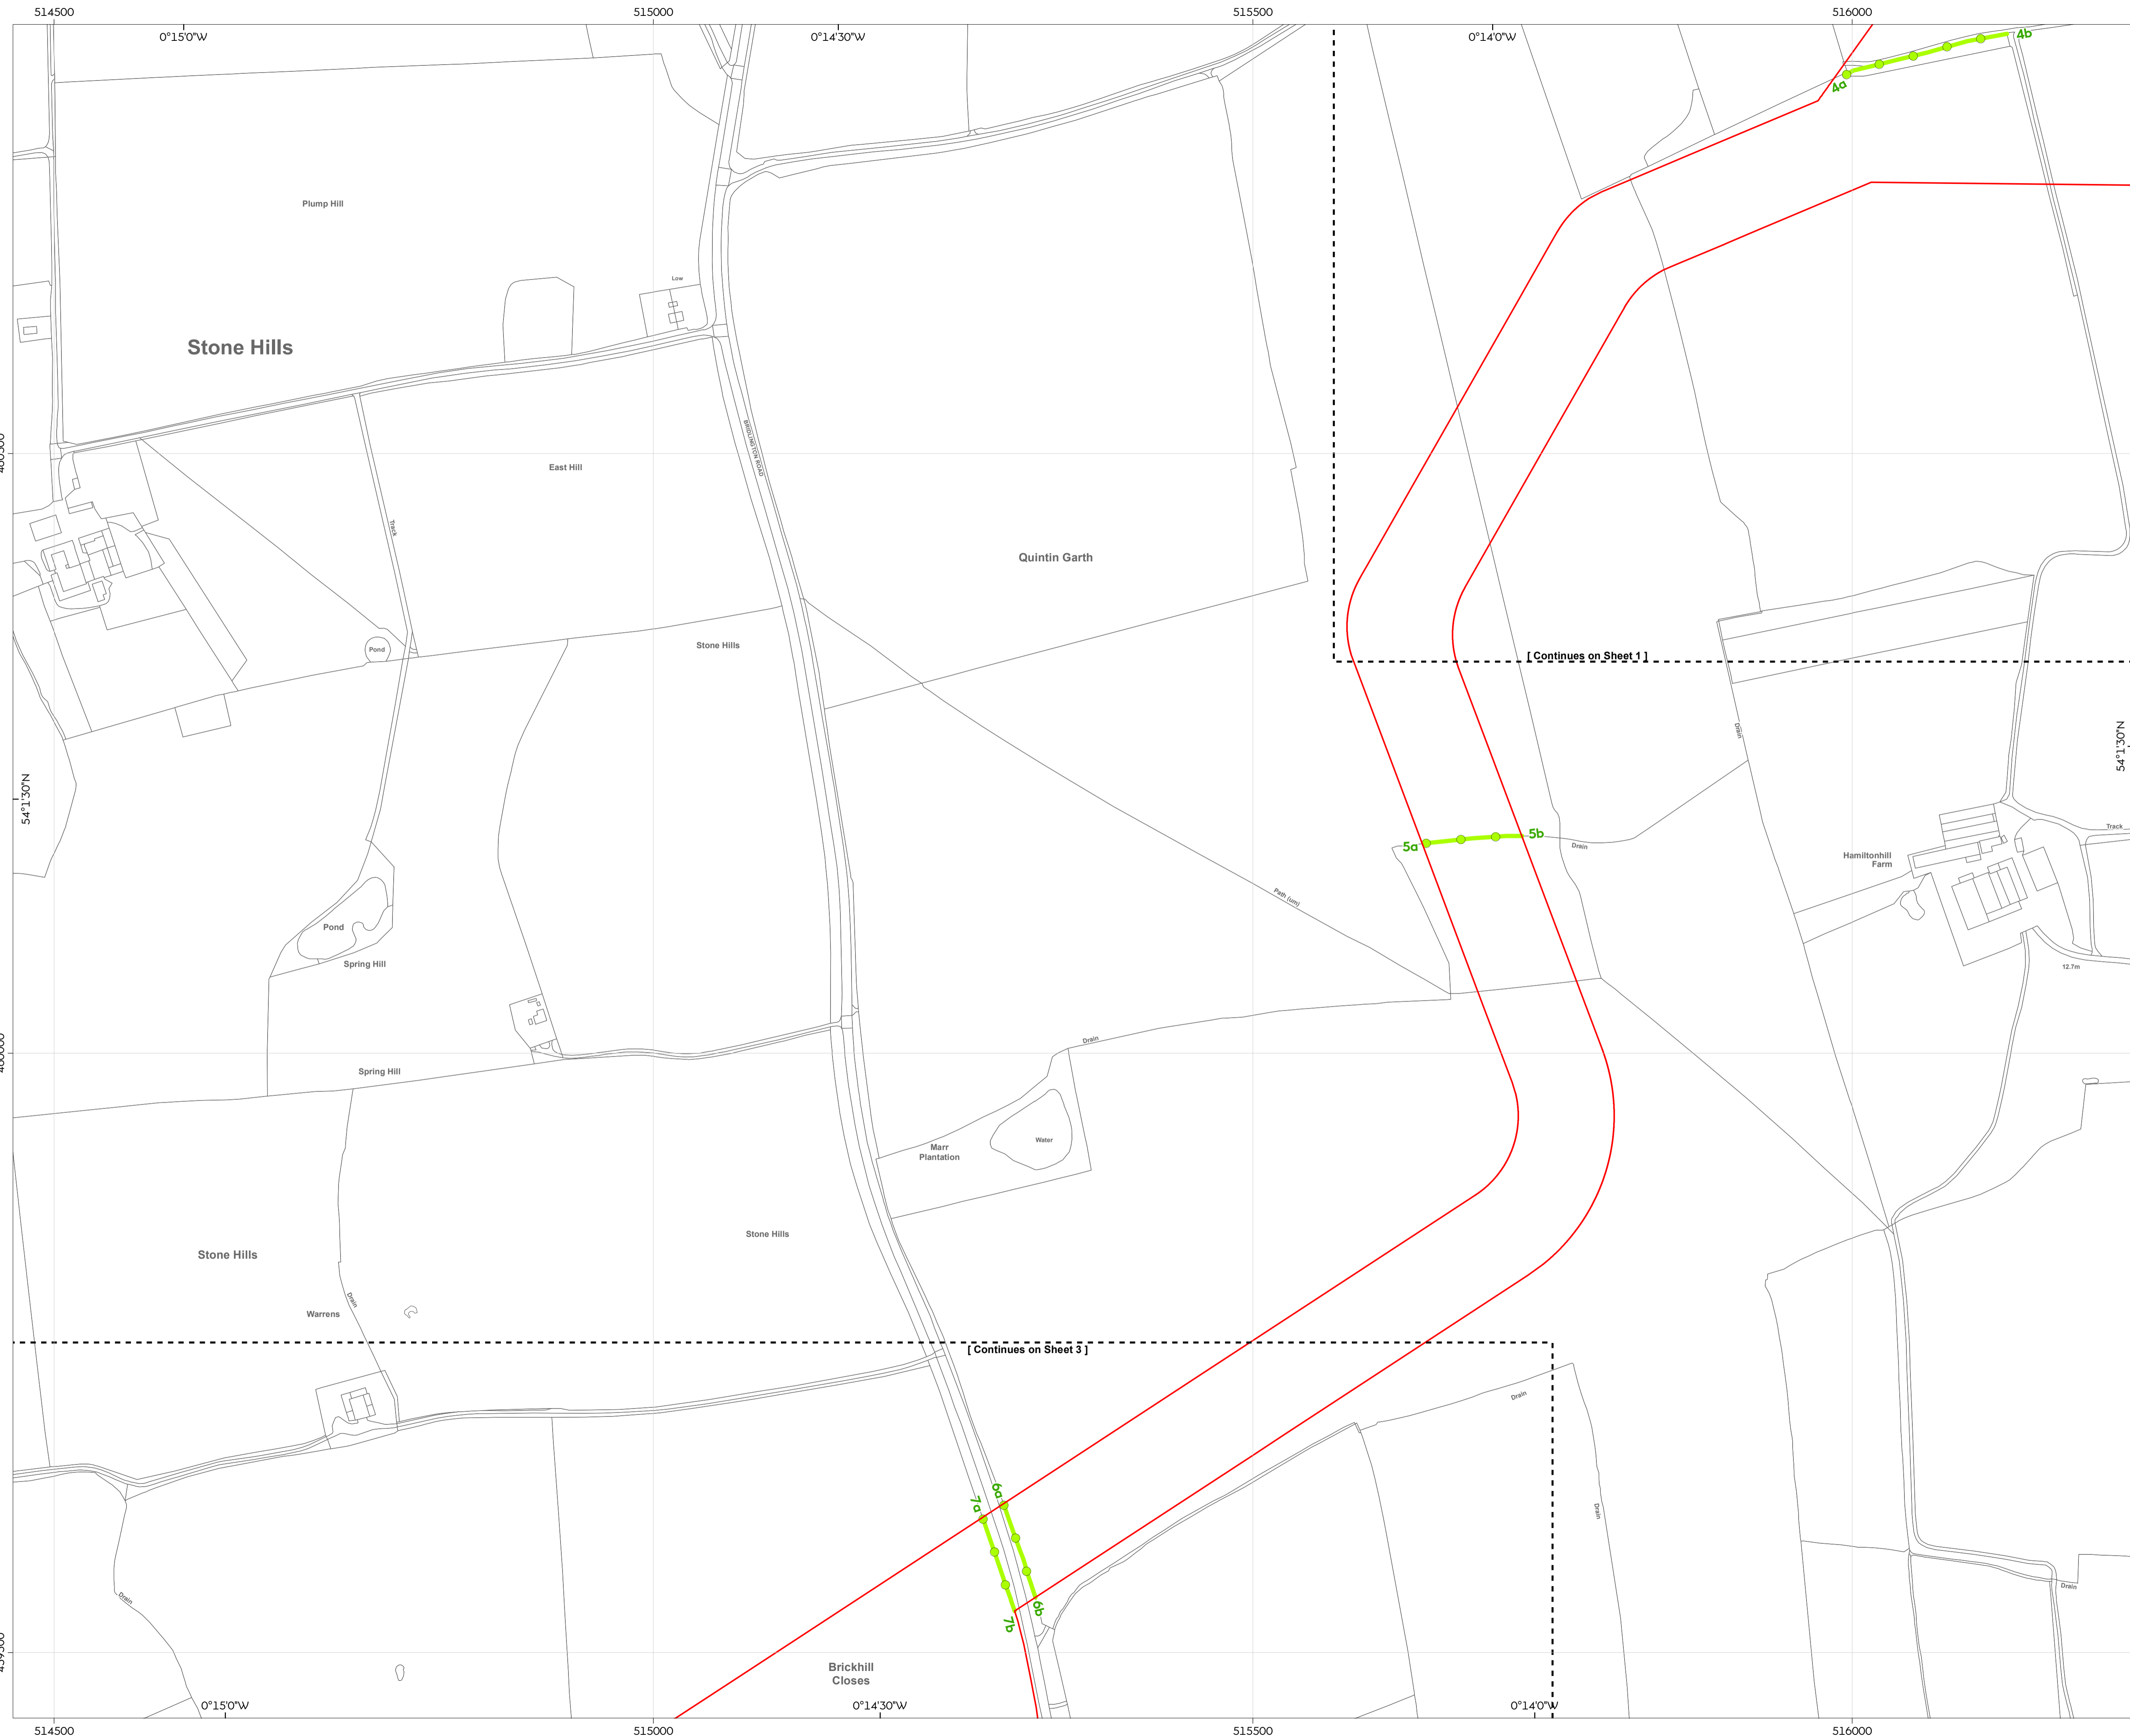 514500
515000
515500
516000
0°15'0"W
0°14'30"W
0°14'0"W
4b
4a
Plump Hill
Low
Stone Hills
BRIDLINGTON ROAD
East Hill
Track
Quintin Garth
Stone Hills
Pond
[ Continues on Sheet 1 ]
Drain
54°1'30"N
54°1'30"N
Track
5a
5b
Drain
Hamiltonhill
Farm
Path (um)
Pond
Spring Hill
12.7m
Drain
Spring Hill
Water
Marr
Plantation
Stone Hills
Stone Hills
Drain
Warrens
[ Continues on Sheet 3 ]
Drain
6a
7a
Drain
Drain
Drain
6b
7b
Brickhill
Closes
0°15'0"W
0°14'30"W
0°14'0"W
514500
515000
515500
516000